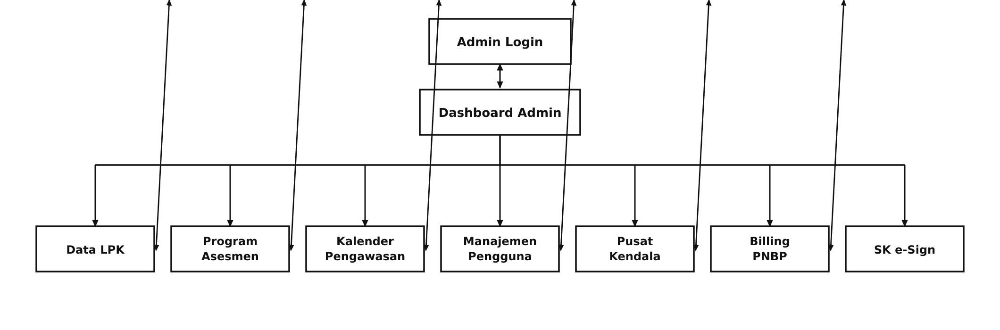 Admin Login
Dashboard Admin
Data LPK
Program
Asesmen
Kalender
Pengawasan
Manajemen
Pengguna
Pusat
Kendala
Billing
PNBP
SK e-Sign